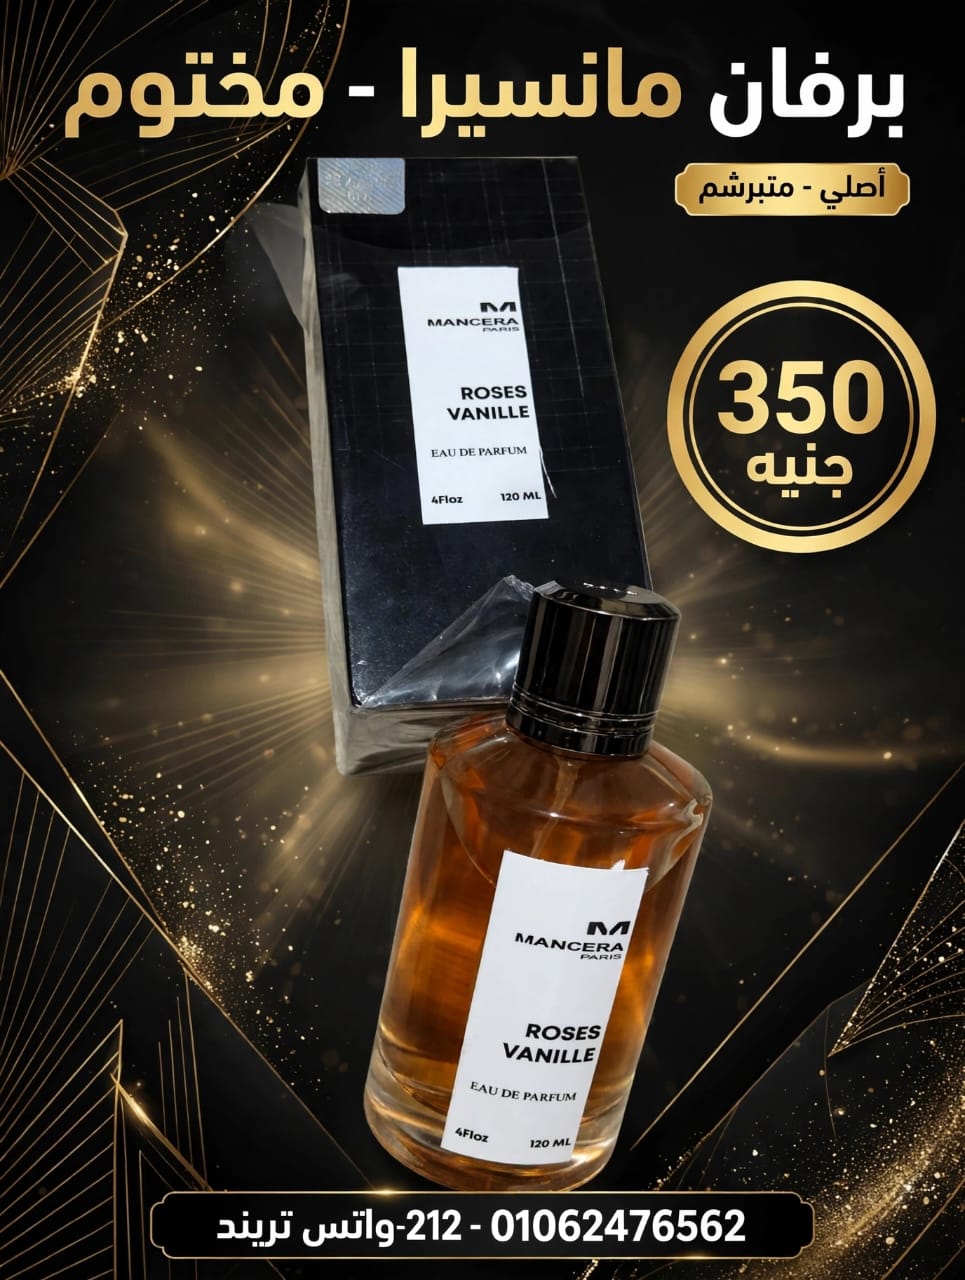 برفان مانسيرا - مختوم
أصلي - متبرشم
350
جنيه
MANCERA
PARIS
ROSES
VANILLE
EAU DE PARFUM
4Floz 120 ML
MANCERA
PARIS
ROSES
VANILLE
EAU DE PARFUM
4Floz 120 ML
01062476562 - 212-واتس تريند